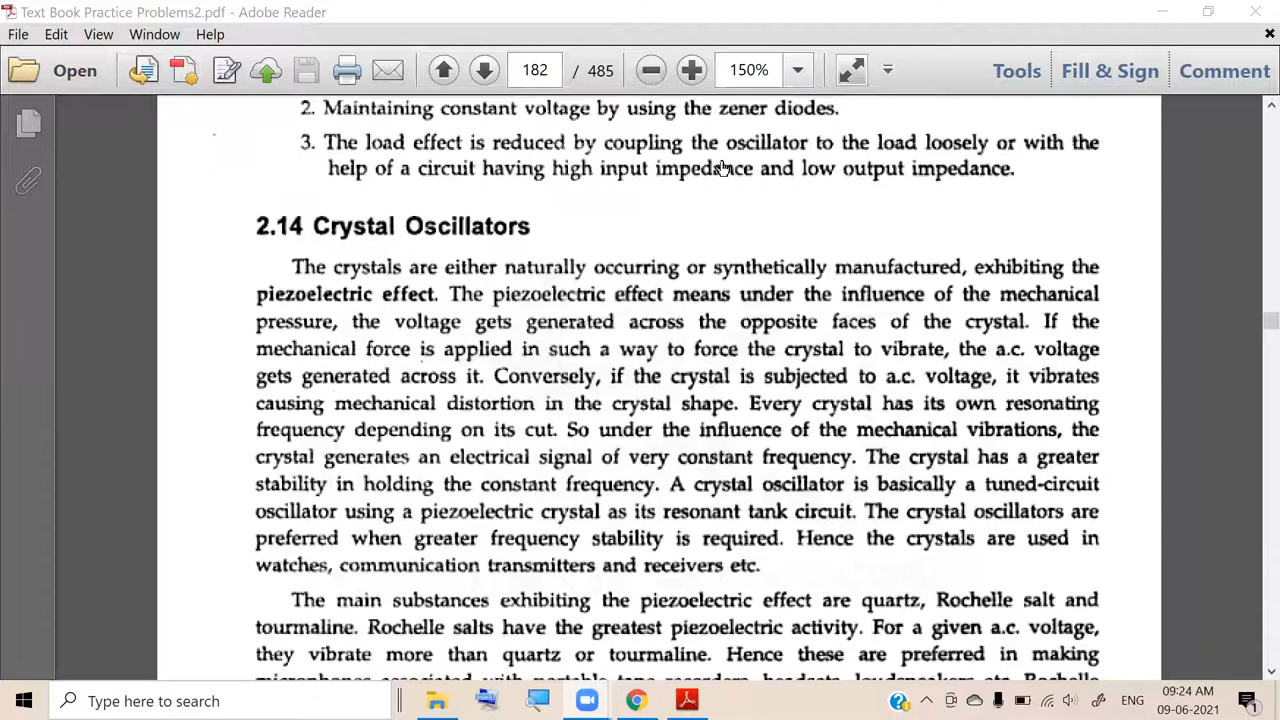 Text Book Practice Problems2.pdf - Adobe Reader
File Edit View Window Help
Open 182 / 485 150% Tools Fill & Sign Comment
2. Maintaining constant voltage by using the zener diodes.
3. The load effect is reduced by coupling the oscillator to the load loosely or with the
help of a circuit having high input impedance and low output impedance.
2.14 Crystal Oscillators
The crystals are either naturally occurring or synthetically manufactured, exhibiting the
piezoelectric effect. The piezoelectric effect means under the influence of the mechanical
pressure, the voltage gets generated across the opposite faces of the crystal. If the
mechanical force is applied in such a way to force the crystal to vibrate, the a.c. voltage
gets generated across it. Conversely, if the crystal is subjected to a.c. voltage, it vibrates
causing mechanical distortion in the crystal shape. Every crystal has its own resonating
frequency depending on its cut. So under the influence of the mechanical vibrations, the
crystal generates an electrical signal of very constant frequency. The crystal has a greater
stability in holding the constant frequency. A crystal oscillator is basically a tuned-circuit
oscillator using a piezoelectric crystal as its resonant tank circuit. The crystal oscillators are
preferred when greater frequency stability is required. Hence the crystals are used in
watches, communication transmitters and receivers etc.
The main substances exhibiting the piezoelectric effect are quartz, Rochelle salt and
tourmaline. Rochelle salts have the greatest piezoelectric activity. For a given a.c. voltage,
they vibrate more than quartz or tourmaline. Hence these are preferred in making
microphones associated with portable tape recorders, headsets, loudspeakers etc. Rochelle
Type here to search ENG 09:24 AM
09-06-2021 1